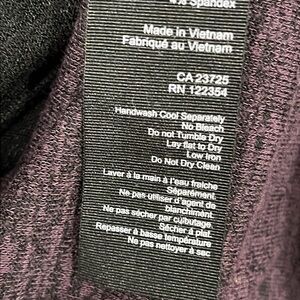 4% Spandex
Made in Vietnam
Fabriqué au Vietnam
CA 23725
RN 122354
Handwash Cool Separately
No Bleach
Do not Tumble Dry
Lay flat to Dry
Low Iron
Do Not Dry Clean
Laver à la main à l'eau fraîche
Séparément.
Ne pas utiliser d'agent de
blanchiment.
Ne pas sécher par culbutage
Sécher à plat
Repasser à basse température
Ne pas nettoyer à sec